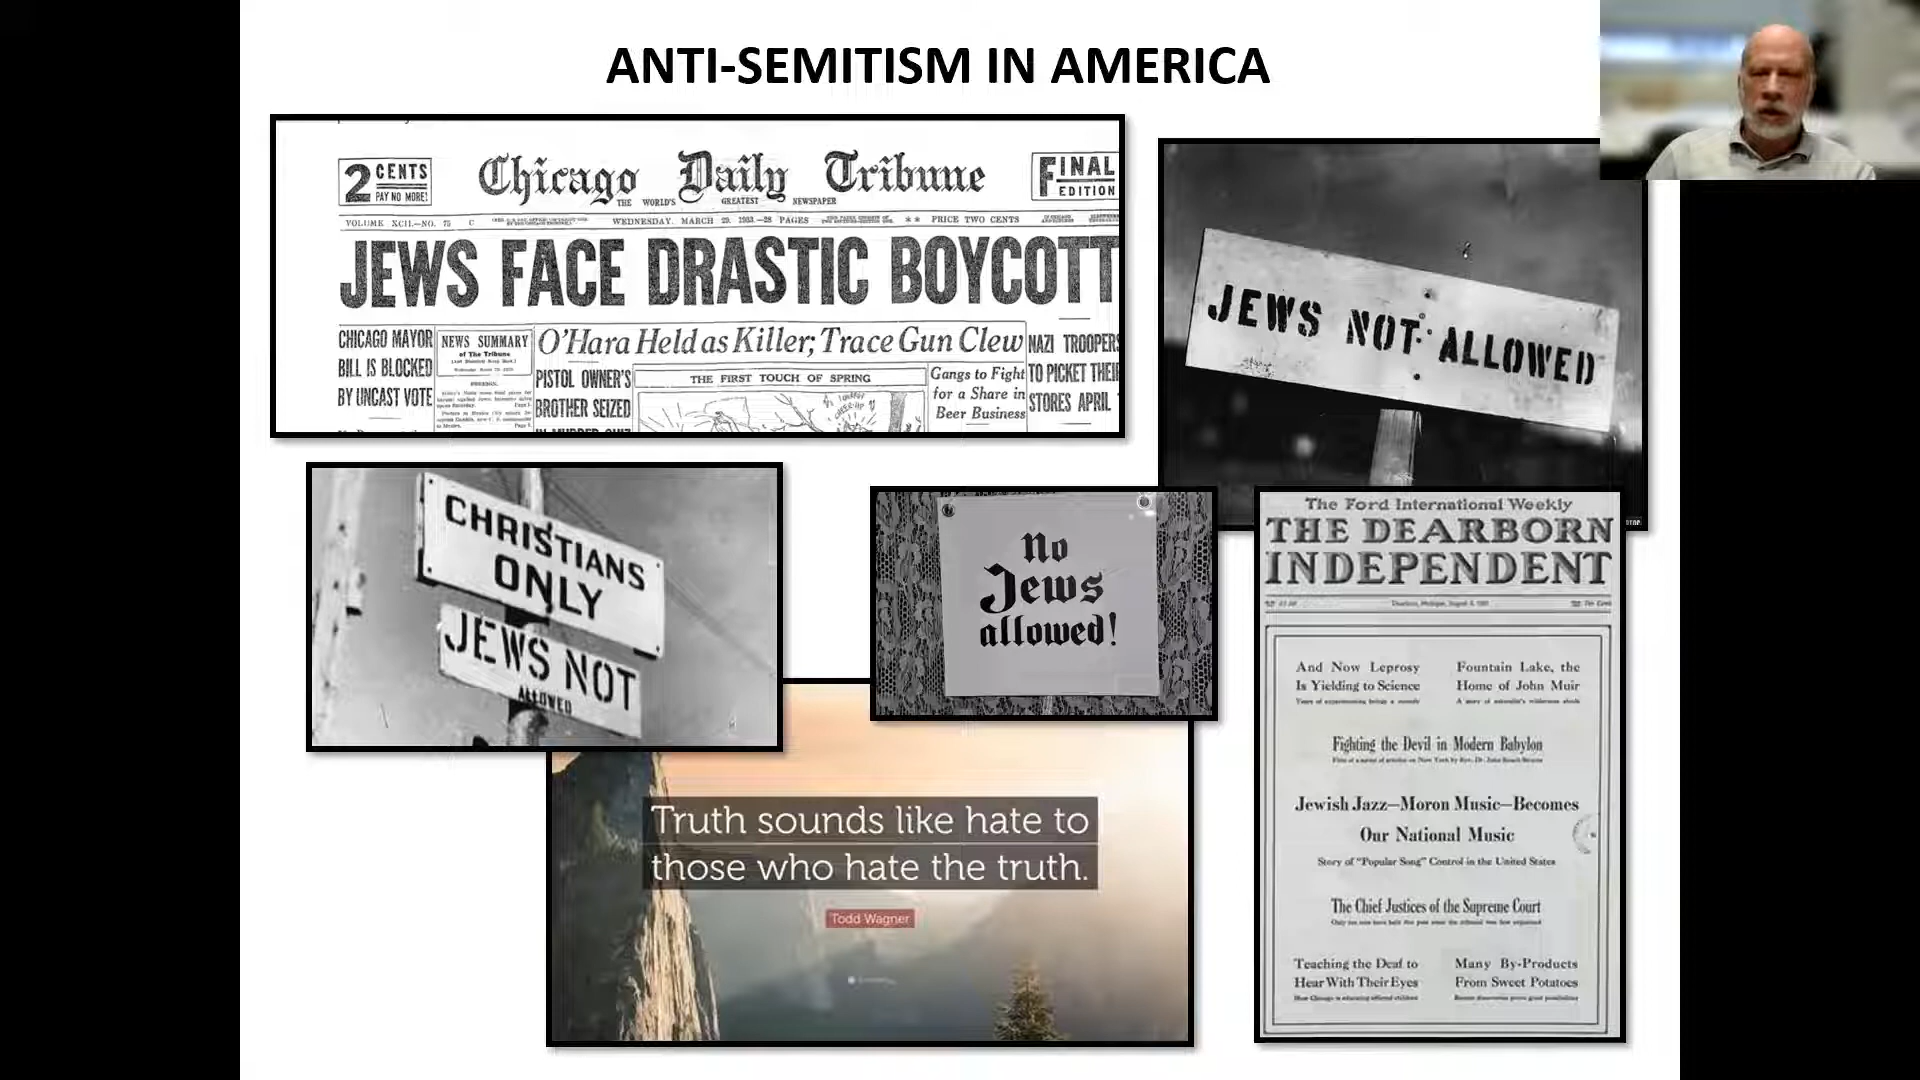 ANTI-SEMITISM IN AMERICA
2 CENTS
PAY NO MORE!
Chicago Daily Tribune
THE WORLD'S GREATEST NEWSPAPER
FINAL
EDITION
VOLUME XCII.—NO. 75 C
WEDNESDAY, MARCH 29, 1933.—28 PAGES
** PRICE TWO CENTS
JEWS FACE DRASTIC BOYCOTT
CHICAGO MAYOR
BILL IS BLOCKED
BY UNCAST VOTE
NEWS SUMMARY
of The Tribune
O'Hara Held as Killer; Trace Gun Clew
PISTOL OWNER'S
BROTHER SEIZED
THE FIRST TOUCH OF SPRING
Gangs to Fight
for a Share in
Beer Business
NAZI TROOPERS
TO PICKET THEIR
STORES APRIL
JEWS NOT ALLOWED
CHRISTIANS
ONLY
JEWS NOT
ALLOWED
No
Jews
allowed!
The Ford International Weekly
THE DEARBORN
INDEPENDENT
And Now Leprosy
Is Yielding to Science
Fountain Lake, the
Home of John Muir
Fighting the Devil in Modern Babylon
Jewish Jazz—Moron Music—Becomes
Our National Music
Story of "Popular Song" Control in the United States
The Chief Justices of the Supreme Court
Teaching the Deaf to
Hear With Their Eyes
Many By-Products
From Sweet Potatoes
Truth sounds like hate to
those who hate the truth.
Todd Wagner